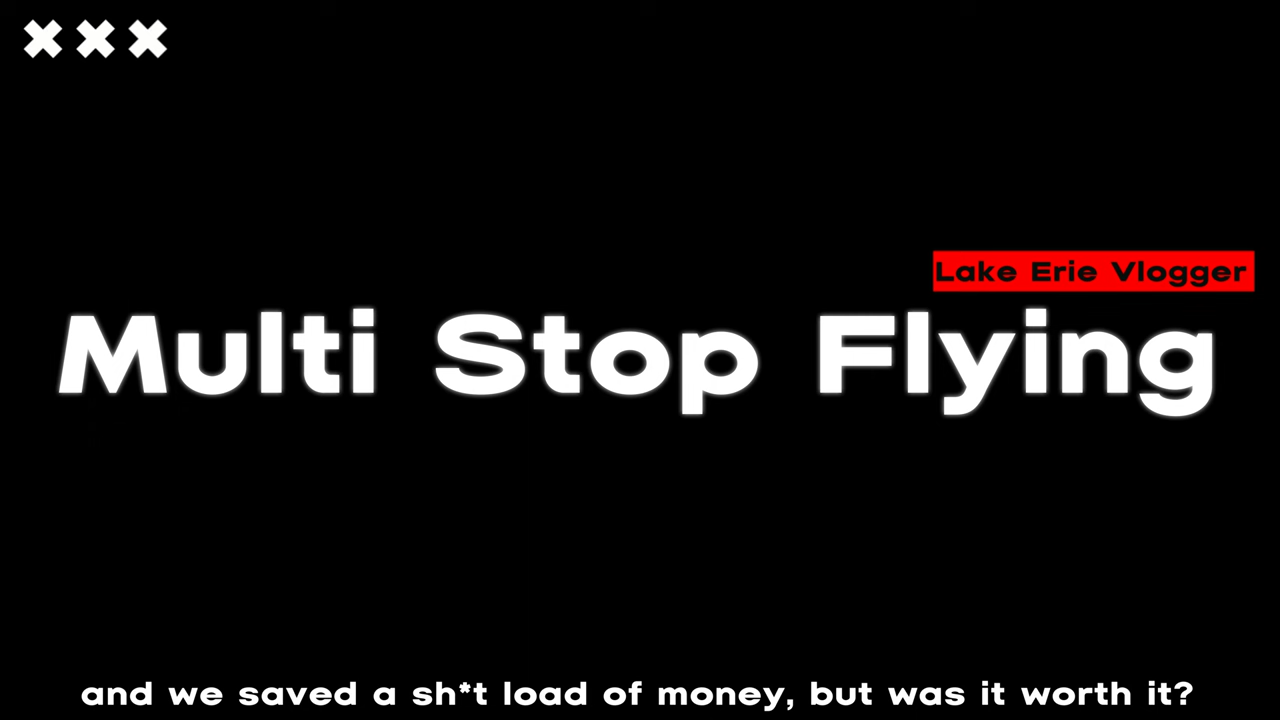 Lake Erie Vlogger
Multi Stop Flying
and we saved a sh*t load of money, but was it worth it?